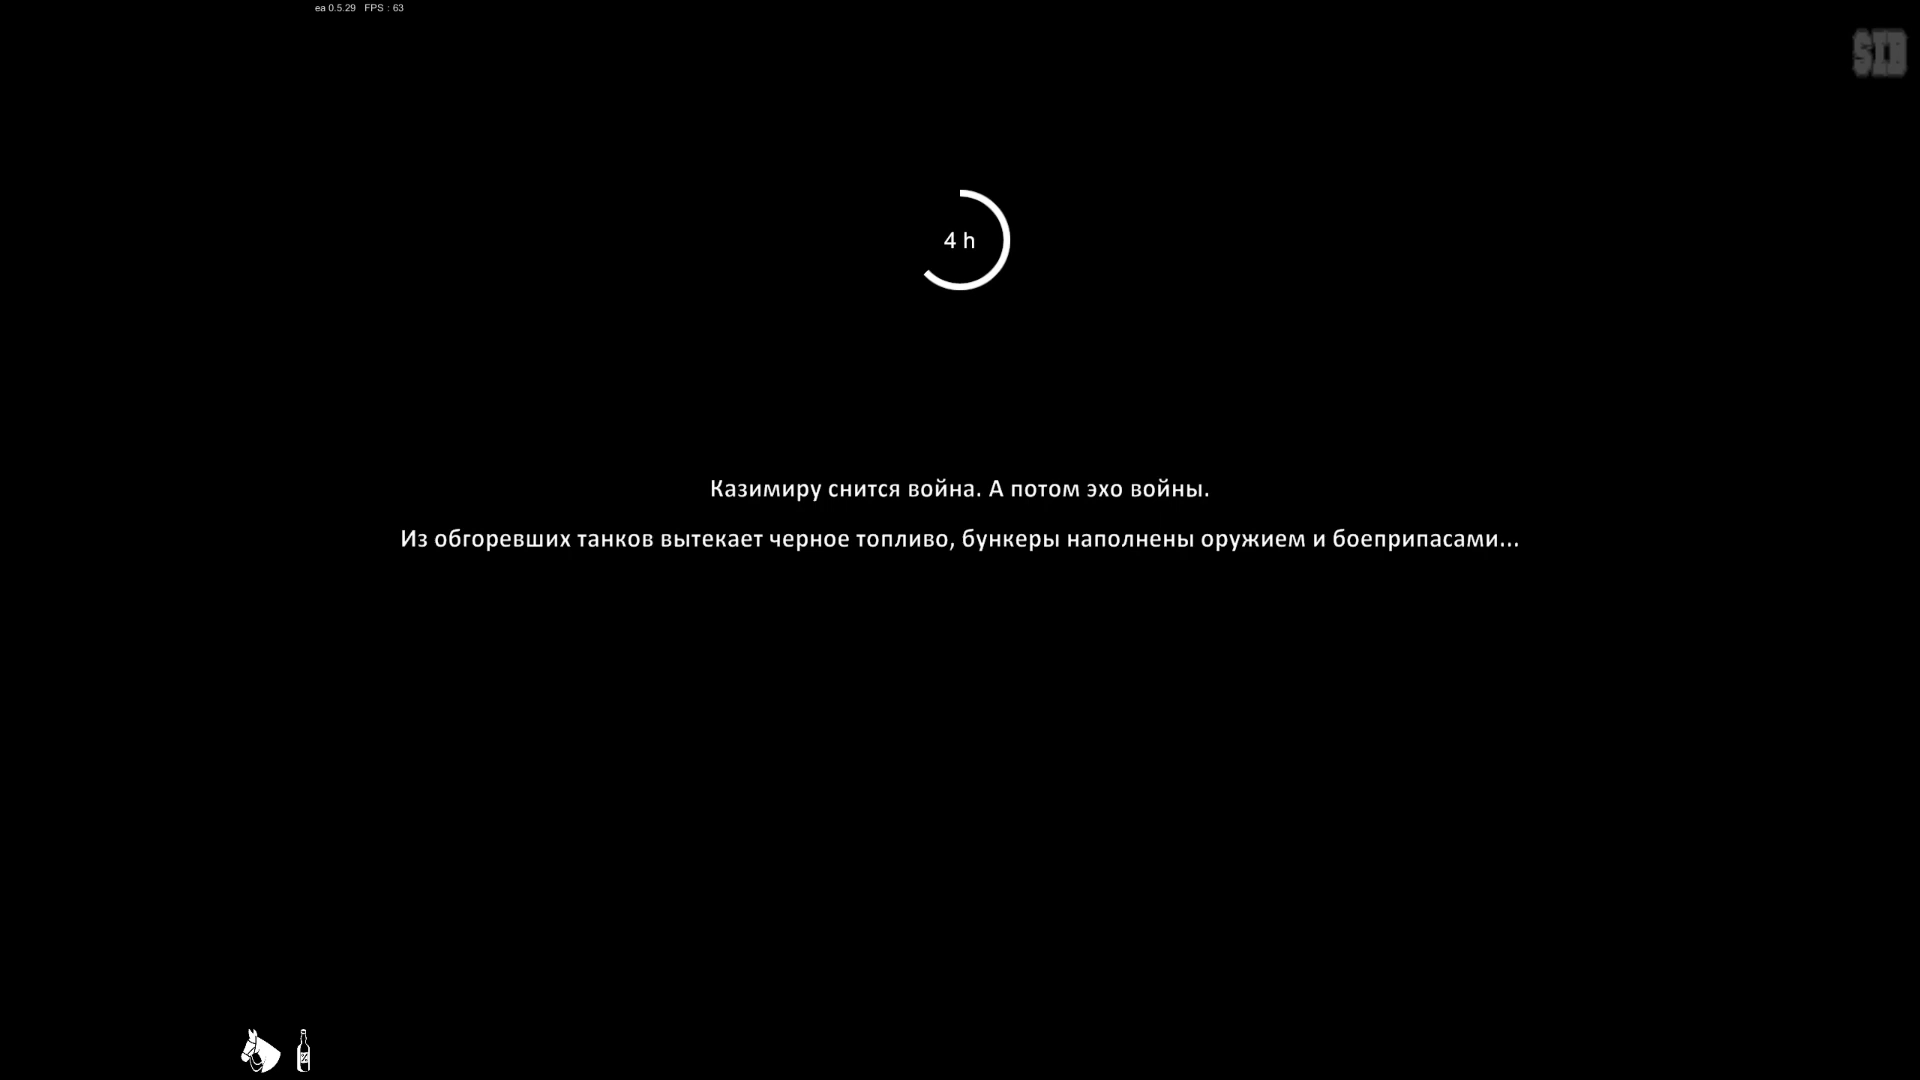 ea 0.5.29 FPS : 63
SIB
4 h
Казимиру снится война. А потом эхо войны.
Из обгоревших танков вытекает черное топливо, бункеры наполнены оружием и боеприпасами...